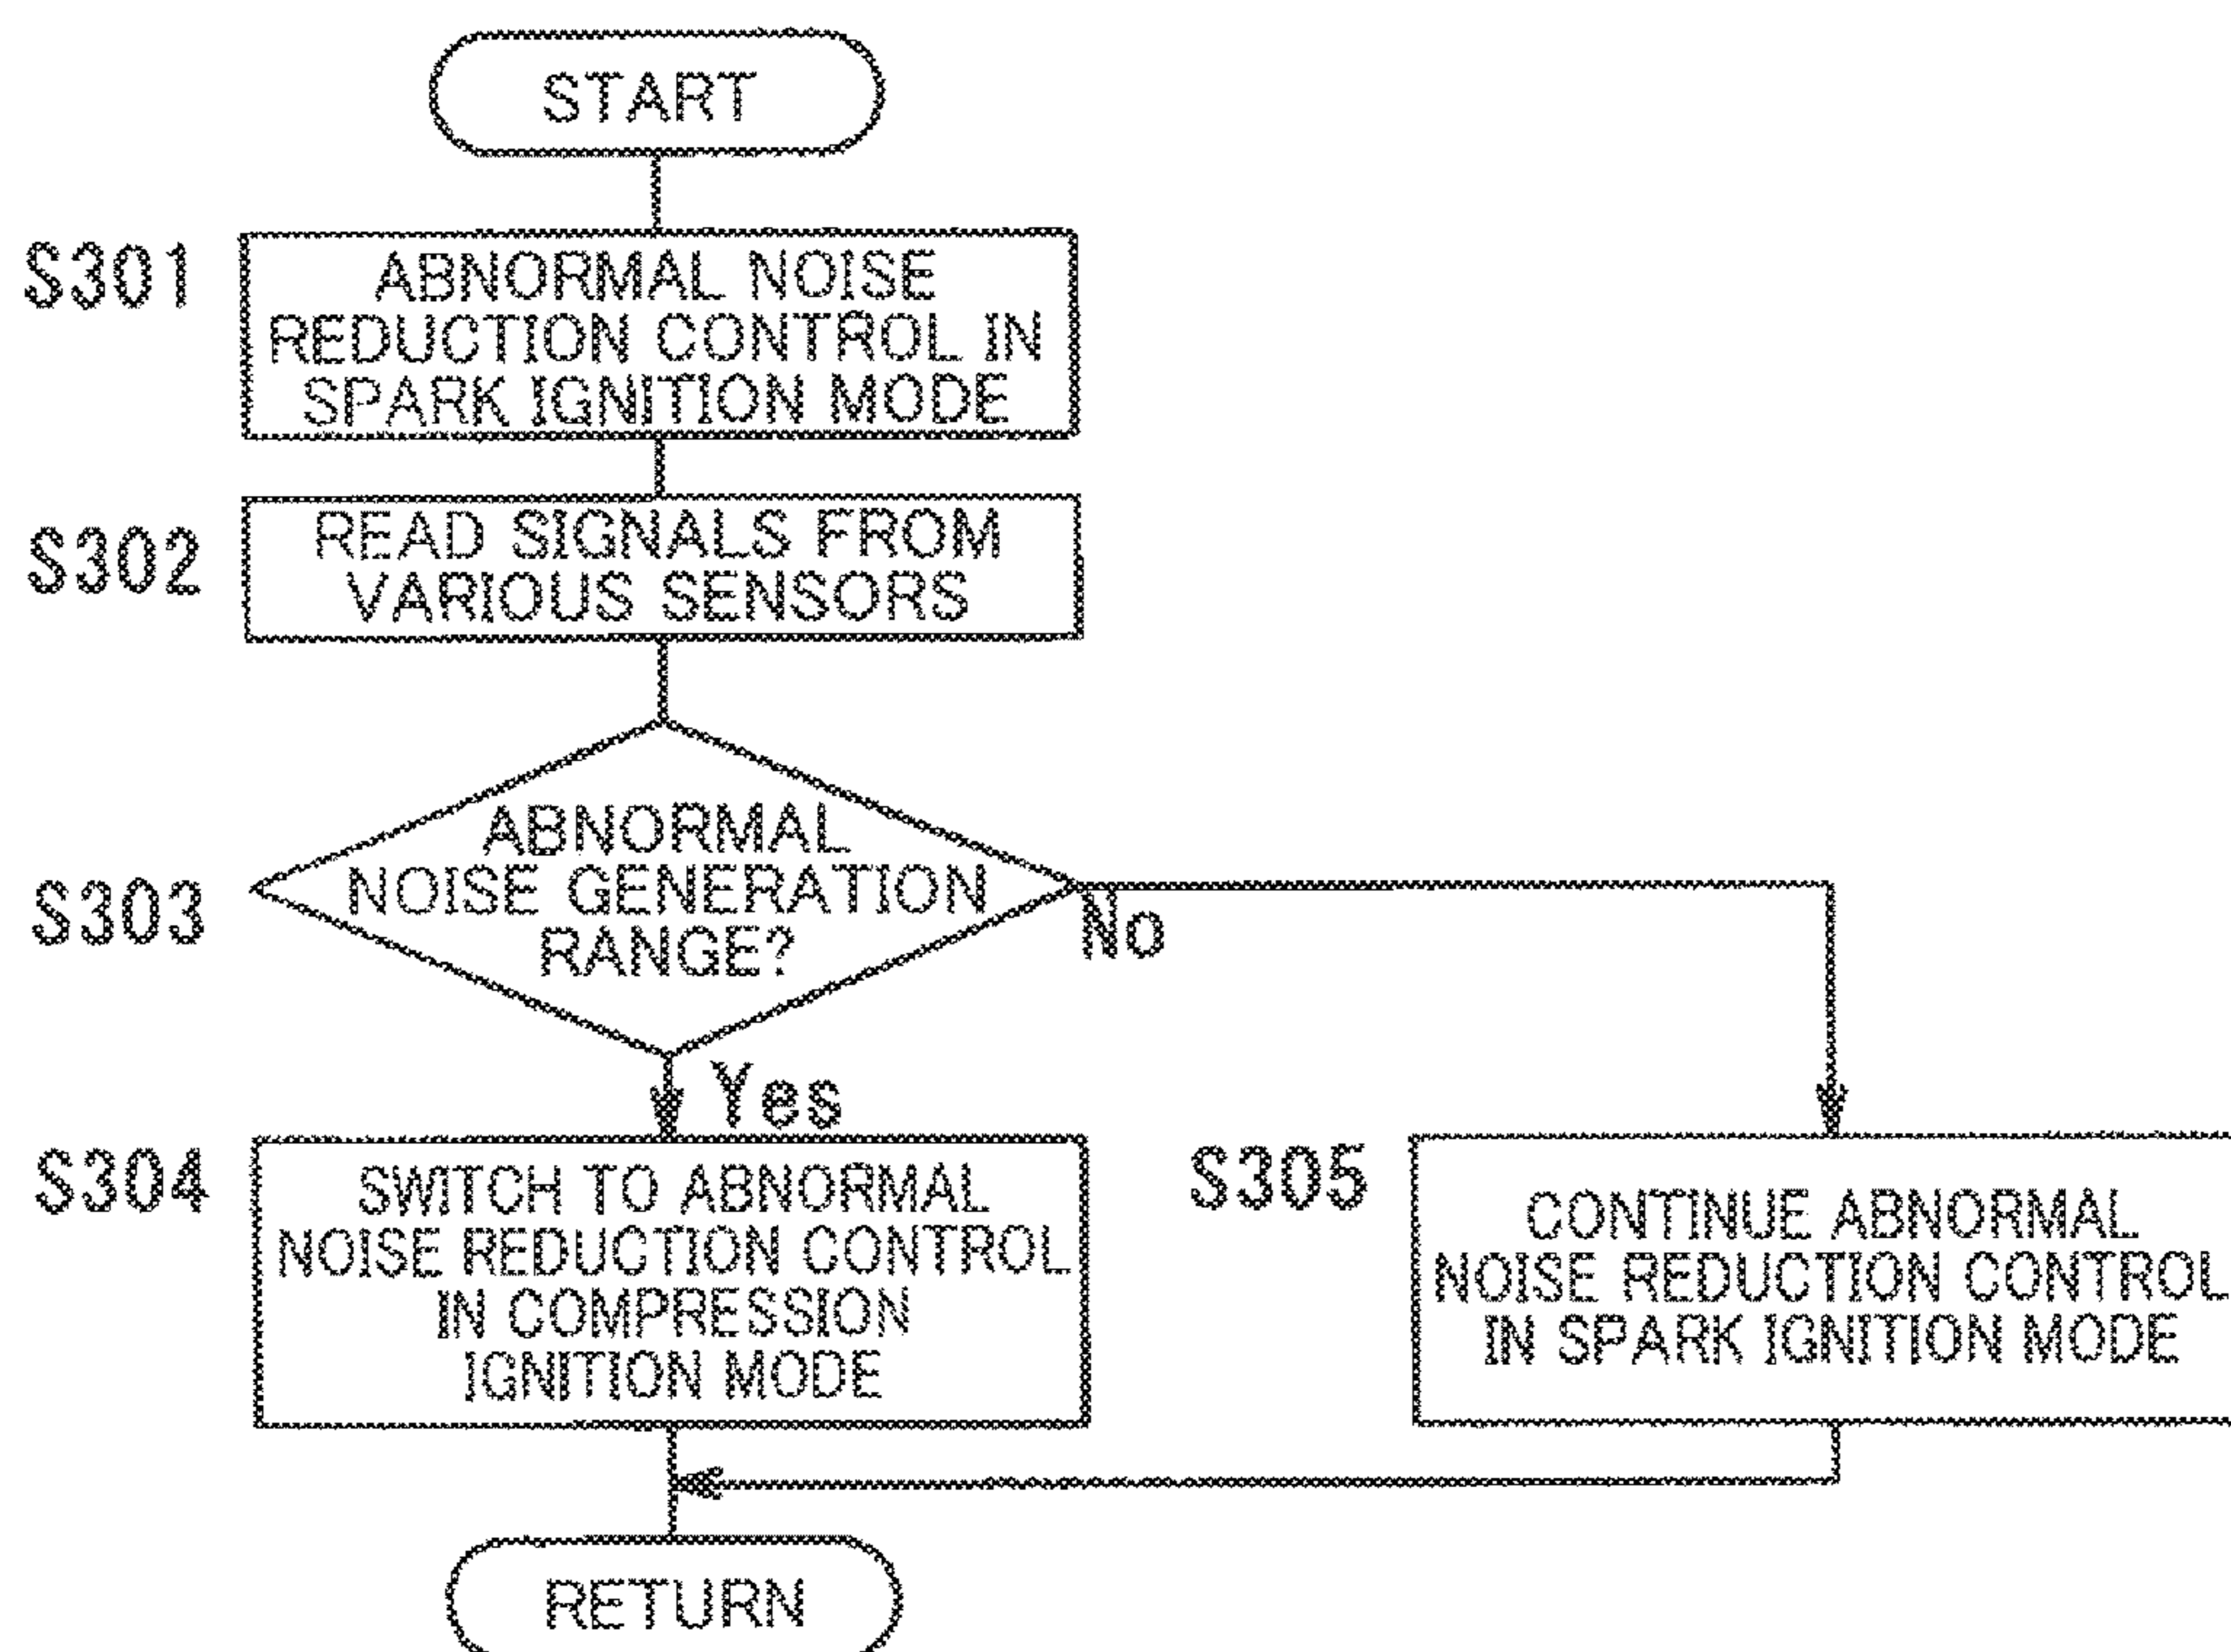 START
S301
ABNORMAL NOISE
REDUCTION CONTROL IN
SPARK IGNITION MODE
S302
READ SIGNALS FROM
VARIOUS SENSORS
S303
ABNORMAL
NOISE GENERATION
RANGE?
No
Yes
S304
SWITCH TO ABNORMAL
NOISE REDUCTION CONTROL
IN COMPRESSION
IGNITION MODE
S305
CONTINUE ABNORMAL
NOISE REDUCTION CONTROL
IN SPARK IGNITION MODE
RETURN